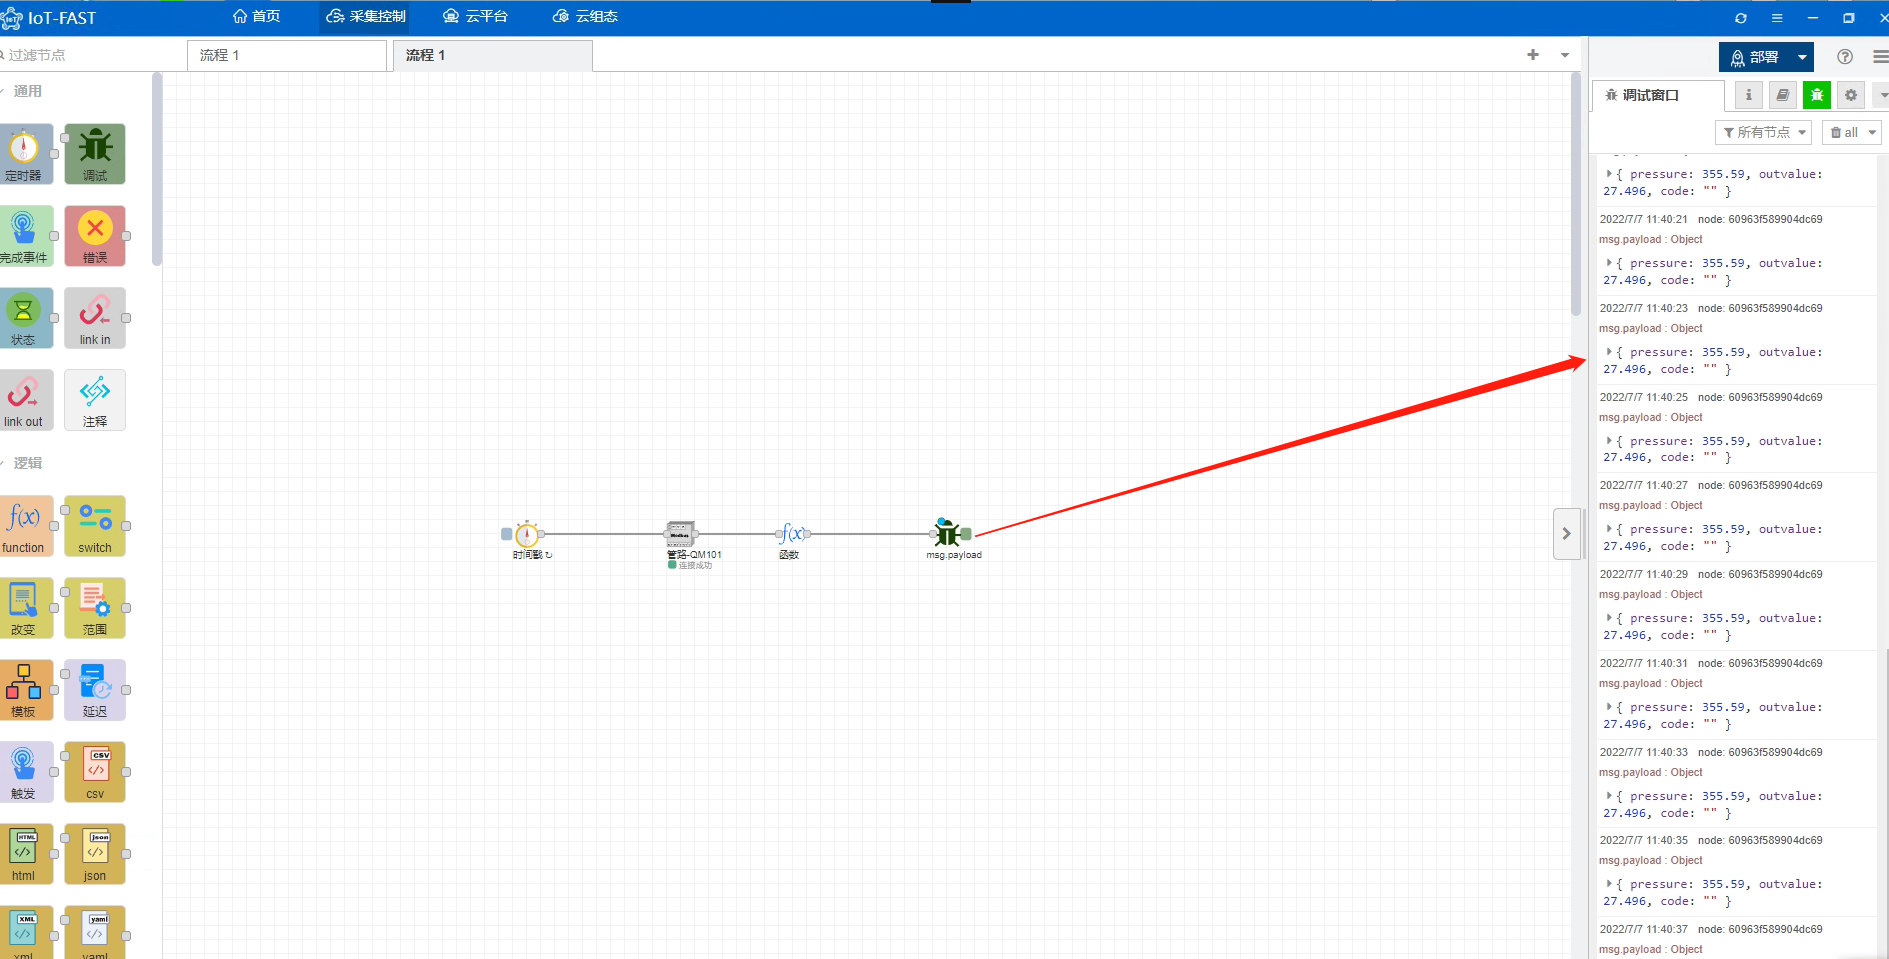 IoT-FAST
首页
采集控制
云平台
云组态
过滤节点
流程 1
流程 1
部署
调试窗口
所有节点
all
通用
定时器
调试
完成事件
错误
状态
link in
link out
注释
逻辑
function
switch
改变
范围
模板
延迟
触发
csv
html
json
xml
yaml
时间戳 ↻
管路-QM101
连接成功
函数
msg.payload
{ pressure: 355.59, outvalue:
27.496, code: "" }
2022/7/7 11:40:21 node: 60963f589904dc69
msg.payload : Object
{ pressure: 355.59, outvalue:
27.496, code: "" }
2022/7/7 11:40:23 node: 60963f589904dc69
msg.payload : Object
{ pressure: 355.59, outvalue:
27.496, code: "" }
2022/7/7 11:40:25 node: 60963f589904dc69
msg.payload : Object
{ pressure: 355.59, outvalue:
27.496, code: "" }
2022/7/7 11:40:27 node: 60963f589904dc69
msg.payload : Object
{ pressure: 355.59, outvalue:
27.496, code: "" }
2022/7/7 11:40:29 node: 60963f589904dc69
msg.payload : Object
{ pressure: 355.59, outvalue:
27.496, code: "" }
2022/7/7 11:40:31 node: 60963f589904dc69
msg.payload : Object
{ pressure: 355.59, outvalue:
27.496, code: "" }
2022/7/7 11:40:33 node: 60963f589904dc69
msg.payload : Object
{ pressure: 355.59, outvalue:
27.496, code: "" }
2022/7/7 11:40:35 node: 60963f589904dc69
msg.payload : Object
{ pressure: 355.59, outvalue:
27.496, code: "" }
2022/7/7 11:40:37 node: 60963f589904dc69
msg.payload : Object